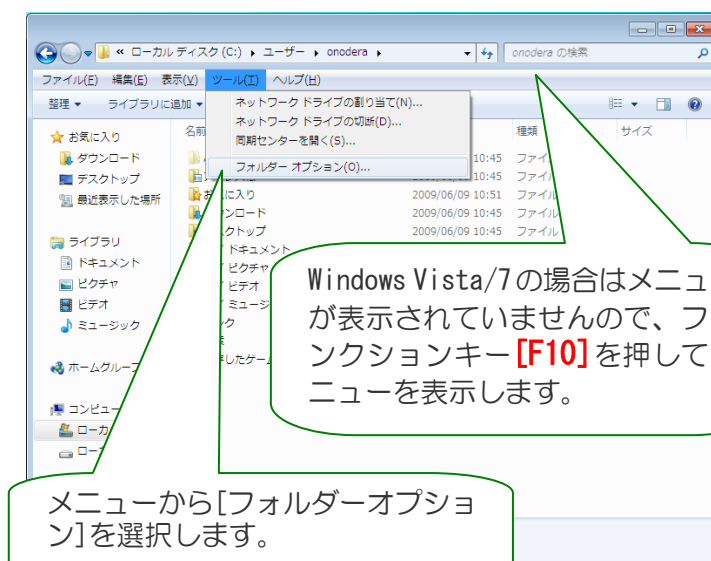 « ローカル ディスク (C:) ▸ ユーザー ▸ onodera ▸
onodera の検索
ファイル(F) 編集(E) 表示(V) ツール(T) ヘルプ(H)
整理 ライブラリに追加
ネットワーク ドライブの割り当て(N)...
ネットワーク ドライブの切断(D)...
同期センターを開く(S)...
フォルダー オプション(O)...
名前
種類
サイズ
お気に入り
ダウンロード
デスクトップ
最近表示した場所
ライブラリ
ドキュメント
ピクチャ
ビデオ
ミュージック
ホームグルー
コンピュー
ローカ
10:45 ファイ
10:45 ファイル
に入り 2009/06/09 10:51 ファイル
ンロード 2009/06/09 10:45 ファイル
クトップ 2009/06/09 10:45 ファイル
ドキュメント
ピクチャ
ビデオ
ミュージ
ック
したゲーム
Windows Vista/7の場合はメニュ
が表示されていませんので、フ
ンクションキー[F10]を押して
ニューを表示します。
メニューから[フォルダーオプショ
ン]を選択します。